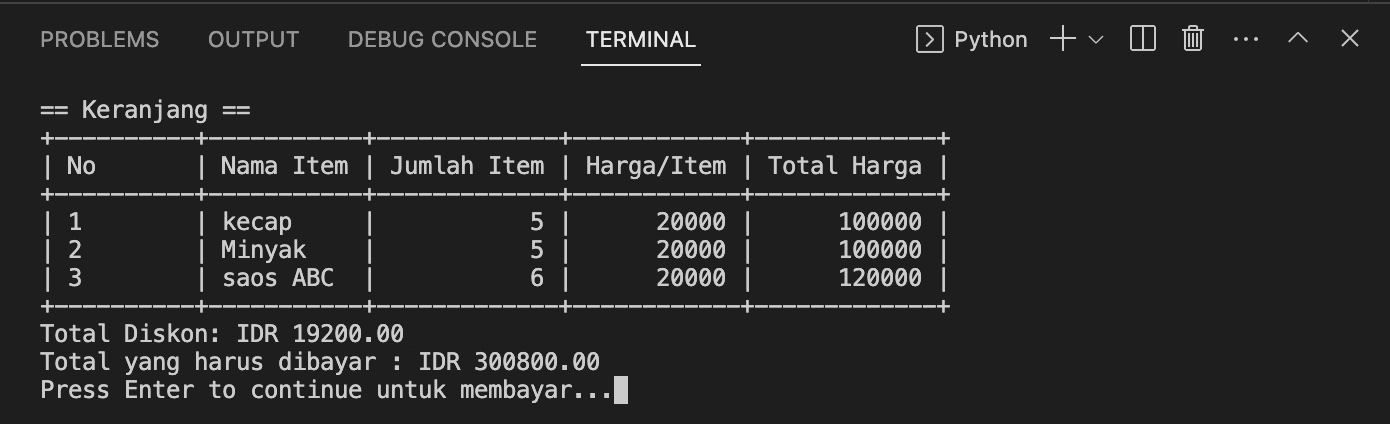 PROBLEMS OUTPUT DEBUG CONSOLE TERMINAL Python
== Keranjang ==
+----------+-----------+-------------+------------+-------------+
| No       | Nama Item | Jumlah Item | Harga/Item | Total Harga |
+----------+-----------+-------------+------------+-------------+
| 1        | kecap     |           5 |      20000 |      100000 |
| 2        | Minyak    |           5 |      20000 |      100000 |
| 3        | saos ABC  |           6 |      20000 |      120000 |
+----------+-----------+-------------+------------+-------------+
Total Diskon: IDR 19200.00
Total yang harus dibayar : IDR 300800.00
Press Enter to continue untuk membayar...